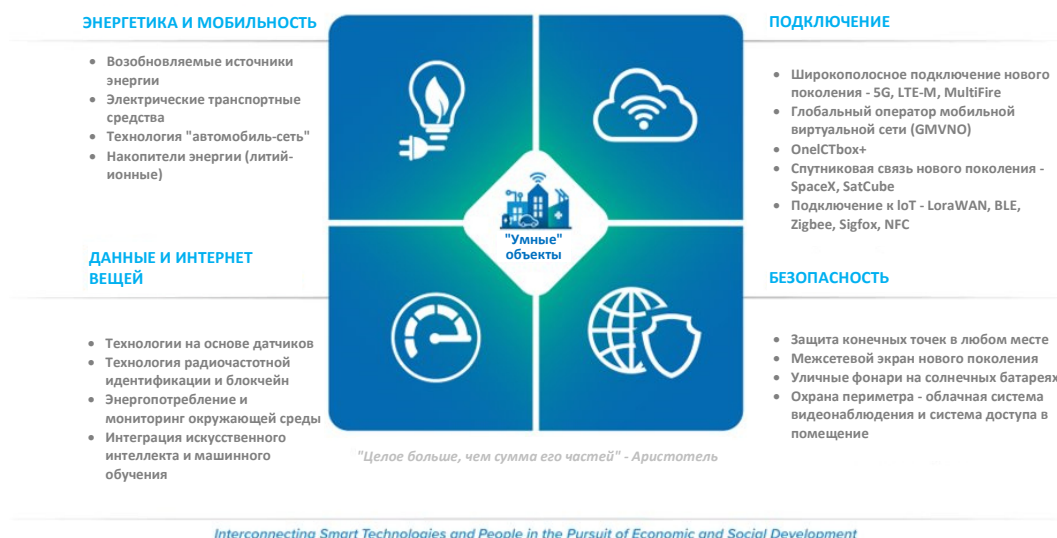 ЭНЕРГЕТИКА И МОБИЛЬНОСТЬ
• Возобновляемые источники
энергии
• Электрические транспортные
средства
• Технология "автомобиль-сеть"
• Накопители энергии (литий-
ионные)
ПОДКЛЮЧЕНИЕ
• Широкополосное подключение нового
поколения - 5G, LTE-M, MultiFire
• Глобальный оператор мобильной
виртуальной сети (GMVNO)
• OneICTbox+
• Спутниковая связь нового поколения -
SpaceX, SatCube
• Подключение к IoT - LoraWAN, BLE,
Zigbee, Sigfox, NFC
"Умные"
объекты
ДАННЫЕ И ИНТЕРНЕТ
ВЕЩЕЙ
• Технологии на основе датчиков
• Технология радиочастотной
идентификации и блокчейн
• Энергопотребление и
мониторинг окружающей среды
• Интеграция искусственного
интеллекта и машинного
обучения
БЕЗОПАСНОСТЬ
• Защита конечных точек в любом месте
• Межсетевой экран нового поколения
• Уличные фонари на солнечных батареях
• Охрана периметра - облачная система
видеонаблюдения и система доступа в
помещение
"Целое больше, чем сумма его частей" - Аристотель
Interconnecting Smart Technologies and People in the Pursuit of Economic and Social Development